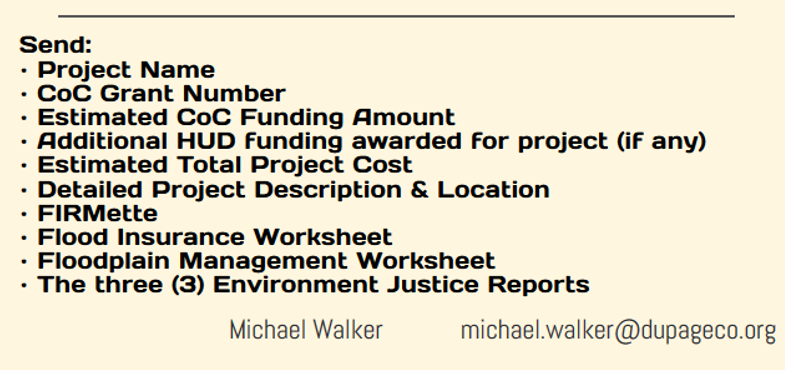 Send:
· Project Name
· CoC Grant Number
· Estimated CoC Funding Amount
· Additional HUD funding awarded for project (if any)
· Estimated Total Project Cost
· Detailed Project Description & Location
· FIRMette
· Flood Insurance Worksheet
· Floodplain Management Worksheet
· The three (3) Environment Justice Reports
Michael Walker michael.walker@dupageco.org